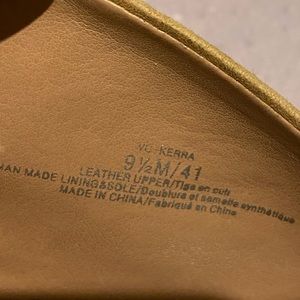 VC-KERRA
9½M/41
LEATHER UPPER/Tige en cuir
MAN MADE LINING&SOLE/Doublure et semelle synthétique
MADE IN CHINA/Fabriqué en China